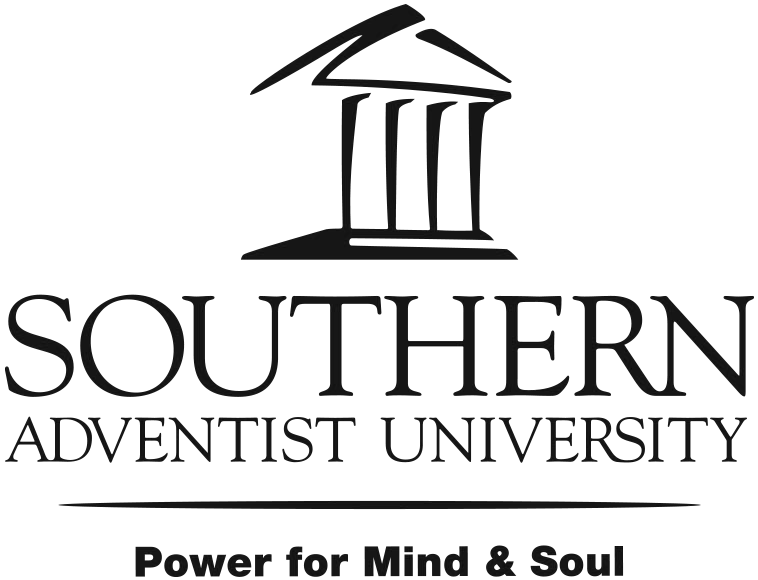 SOUTHERN
ADVENTIST UNIVERSITY
Power for Mind & Soul